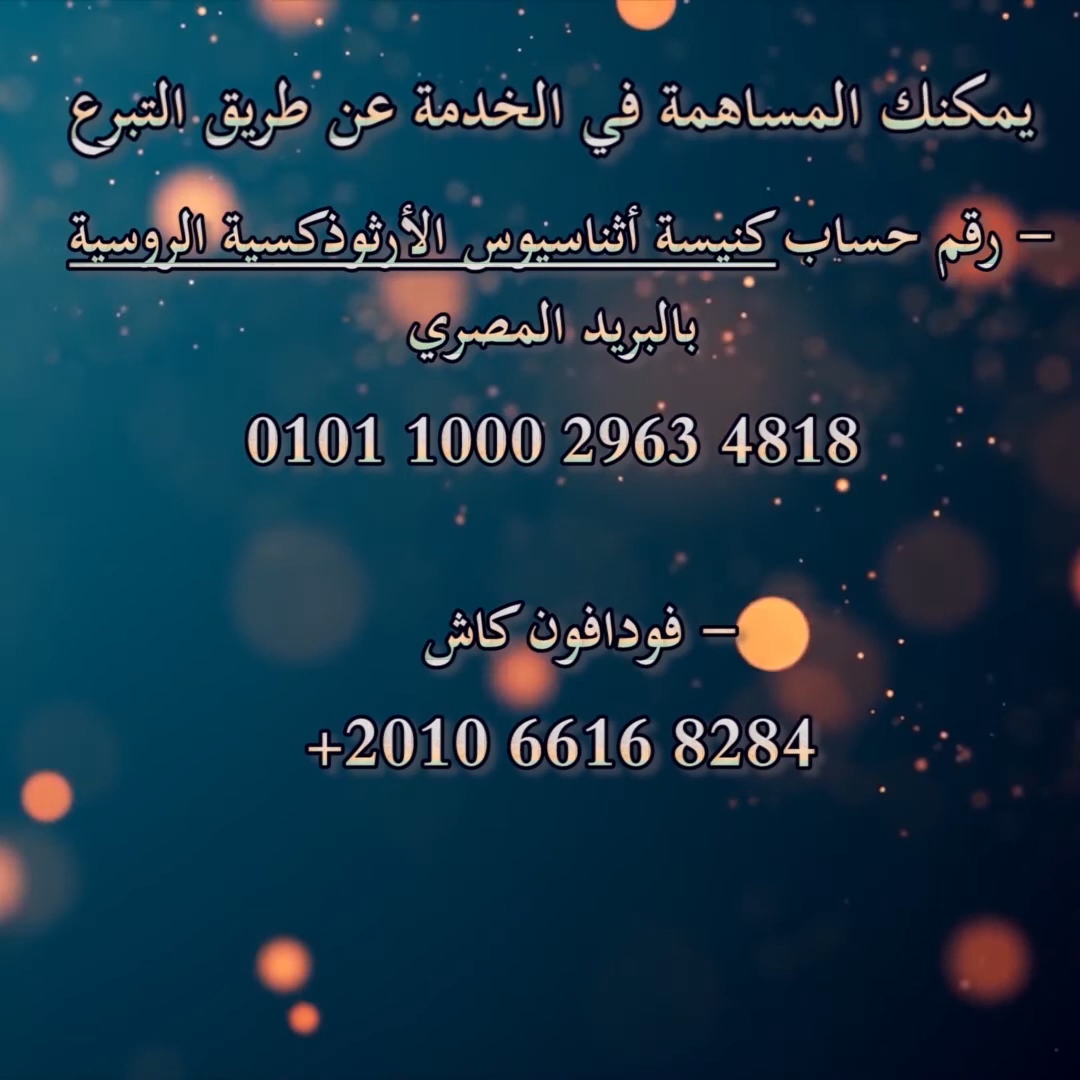 يمكنك المساهمة في الخدمة عن طريق التبرع
– رقم حساب كنيسة أثناسيوس الأرثوذكسية الروسية
بالبريد المصري
0101 1000 2963 4818
– فودافون كاش
+2010 6616 8284